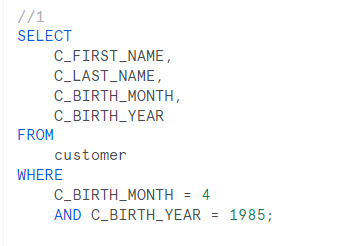 //1
SELECT
    C_FIRST_NAME,
    C_LAST_NAME,
    C_BIRTH_MONTH,
    C_BIRTH_YEAR
FROM
    customer
WHERE
    C_BIRTH_MONTH = 4
    AND C_BIRTH_YEAR = 1985;